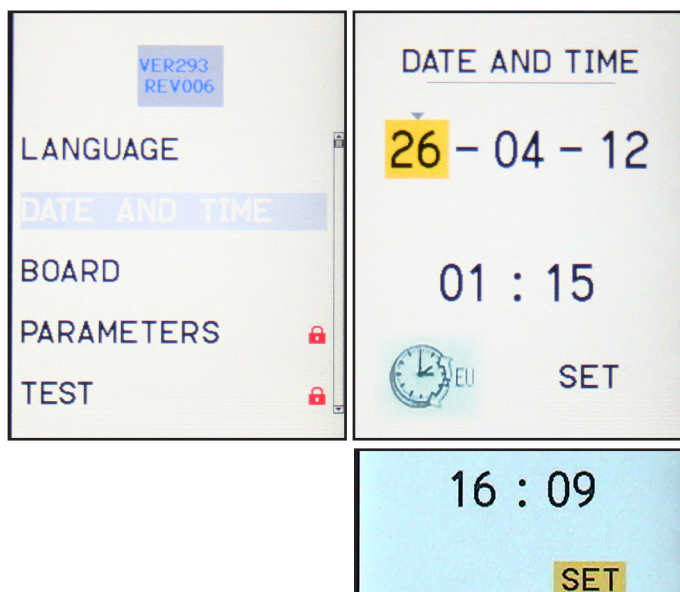 VER293
REV006
LANGUAGE
DATE AND TIME
BOARD
PARAMETERS
TEST
DATE AND TIME
26 - 04 - 12
01 : 15
EU
SET
16 : 09
SET